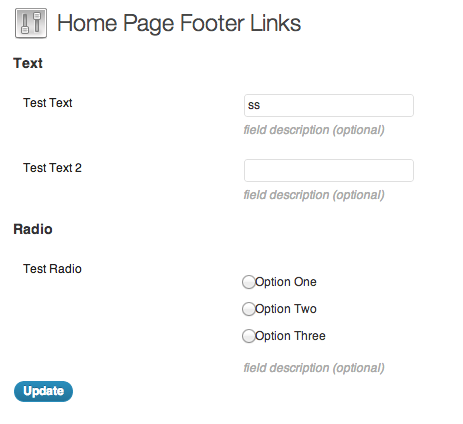 Home Page Footer Links
Text
Test Text
ss
field description (optional)
Test Text 2
field description (optional)
Radio
Test Radio
Option One
Option Two
Option Three
field description (optional)
Update